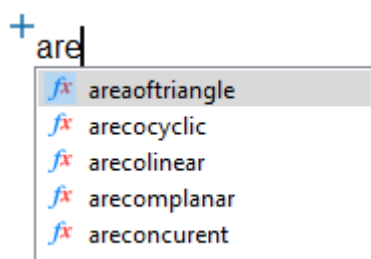 are
fx areaoftriangle
fx arecocyclic
fx arecolinear
fx arecomplanar
fx areconcurent